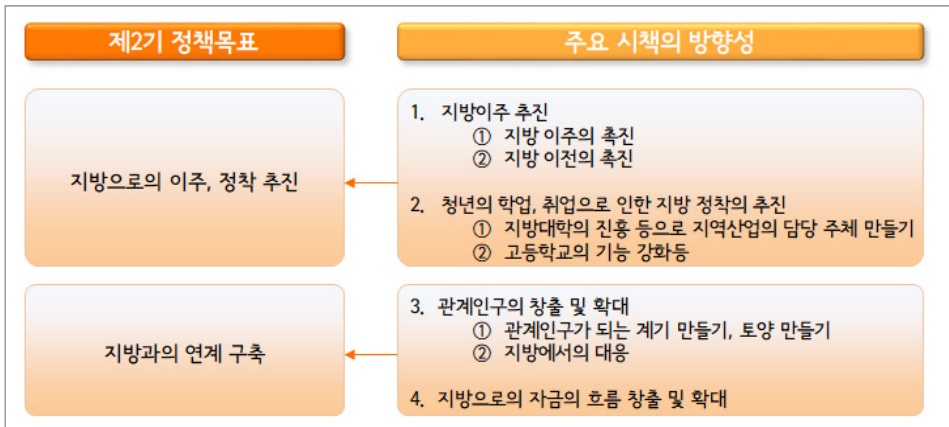 제2기 정책목표
주요 시책의 방향성
지방으로의 이주, 정착 추진
1. 지방이주 추진
① 지방 이주의 촉진
② 지방 이전의 촉진
2. 청년의 학업, 취업으로 인한 지방 정착의 추진
① 지방대학의 진흥 등으로 지역산업의 담당 주체 만들기
② 고등학교의 기능 강화등
지방과의 연계 구축
3. 관계인구의 창출 및 확대
① 관계인구가 되는 계기 만들기, 토양 만들기
② 지방에서의 대응
4. 지방으로의 자금의 흐름 창출 및 확대